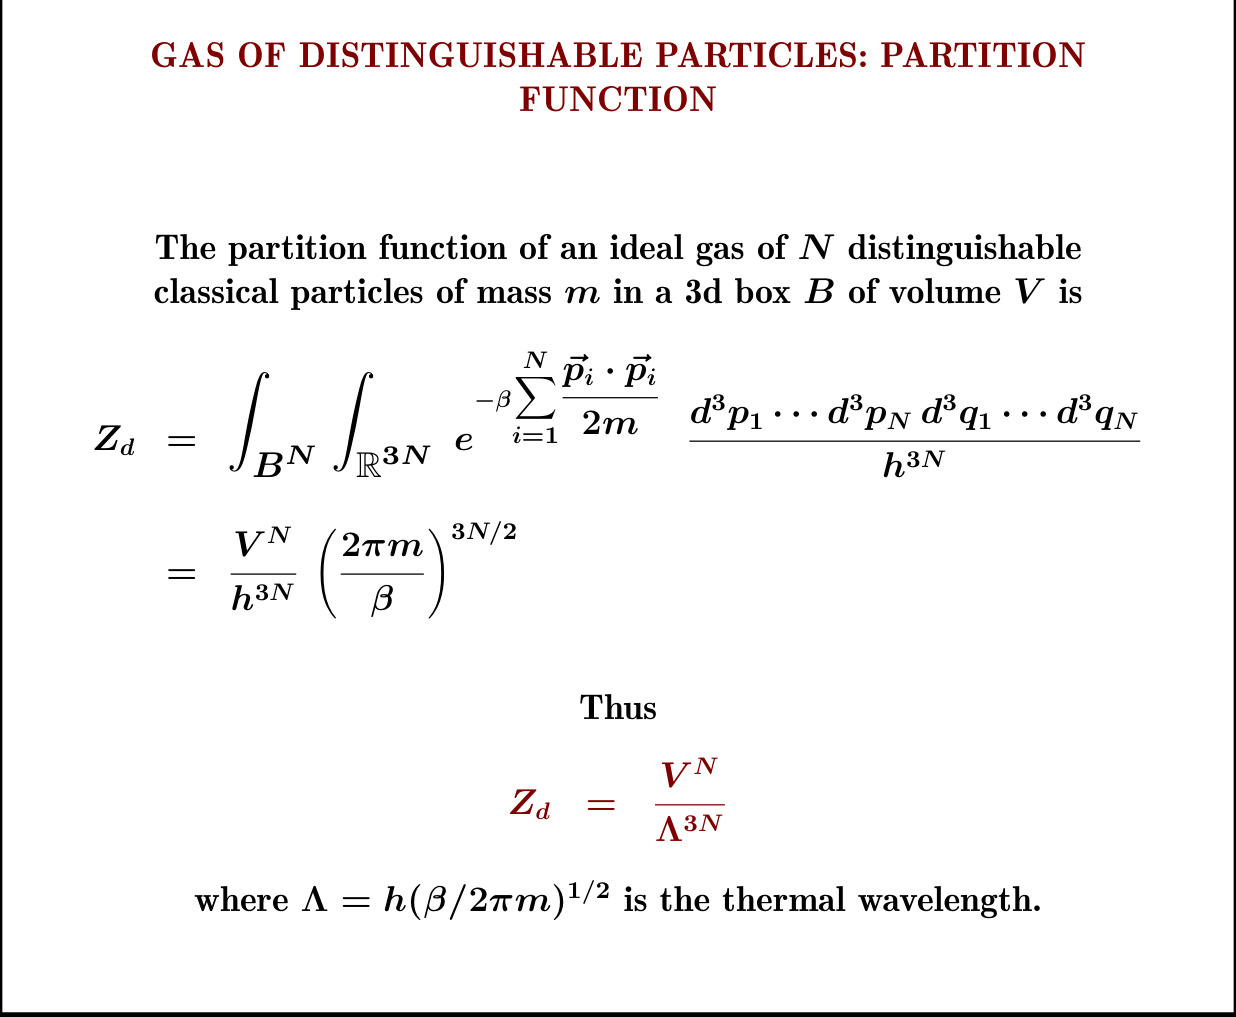 GAS OF DISTINGUISHABLE PARTICLES: PARTITION
FUNCTION
The partition function of an ideal gas of N distinguishable
classical particles of mass m in a 3d box B of volume V is
$Z_d = \int_{B^N} \int_{\mathbb{R}^{3N}} e^{-\beta \sum_{i=1}^{N} \frac{\vec{p}_i \cdot \vec{p}_i}{2m}} \frac{d^3p_1 \cdots d^3p_N \, d^3q_1 \cdots d^3q_N}{h^{3N}}$
$= \frac{V^N}{h^{3N}} \left( \frac{2\pi m}{\beta} \right)^{3N/2}$
Thus
$Z_d = \frac{V^N}{\Lambda^{3N}}$
where $\Lambda = h(\beta/2\pi m)^{1/2}$ is the thermal wavelength.